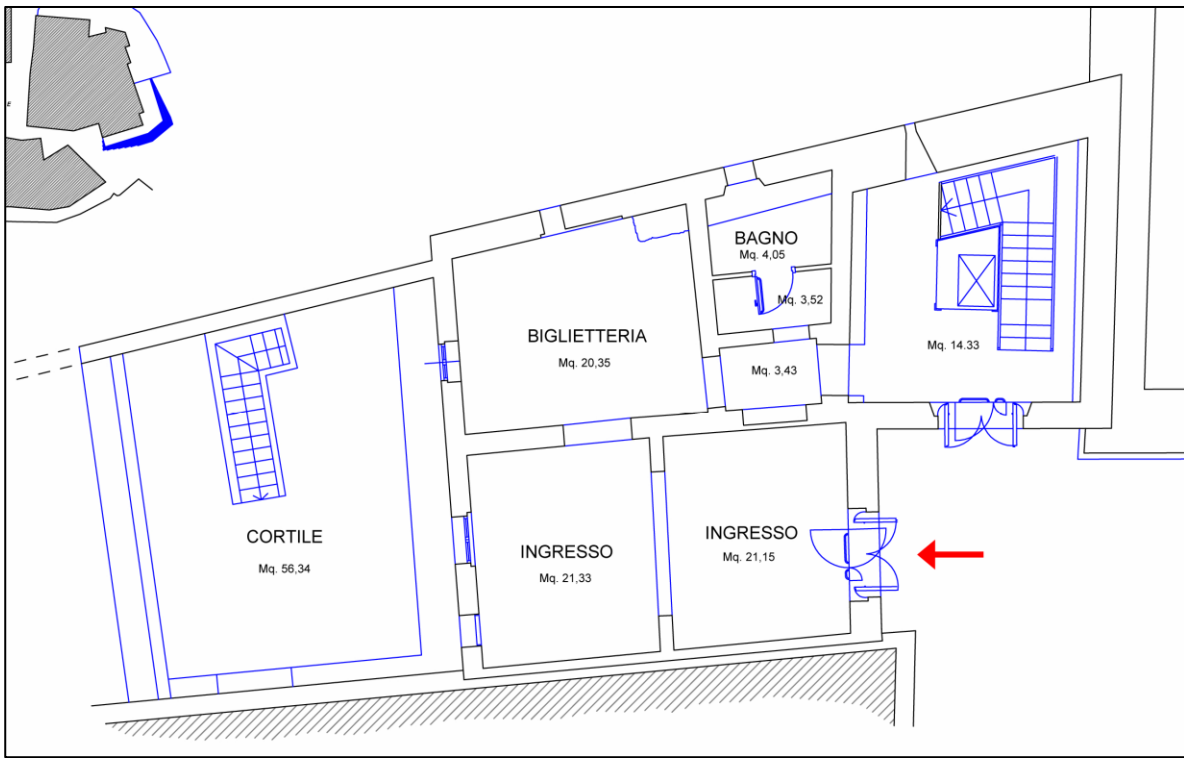 E
BAGNO
Mq. 4,05
Mq. 3,52
BIGLIETTERIA
Mq. 20,35
Mq. 3,43
Mq. 14.33
CORTILE
Mq. 56,34
INGRESSO
Mq. 21,33
INGRESSO
Mq. 21,15